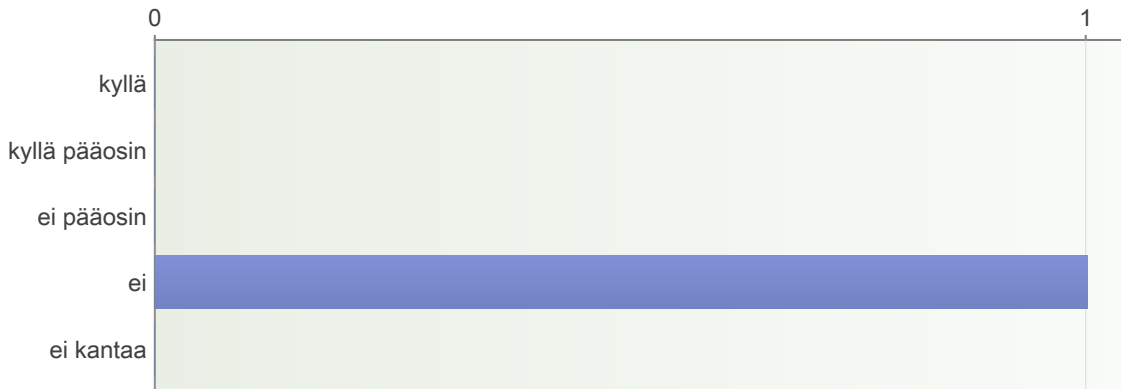 0 1
kyllä
kyllä pääosin
ei pääosin
ei
ei kantaa